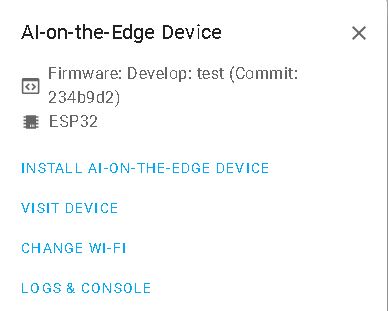 AI-on-the-Edge Device
Firmware: Develop: test (Commit:
234b9d2)
ESP32
INSTALL AI-ON-THE-EDGE DEVICE
VISIT DEVICE
CHANGE WI-FI
LOGS & CONSOLE